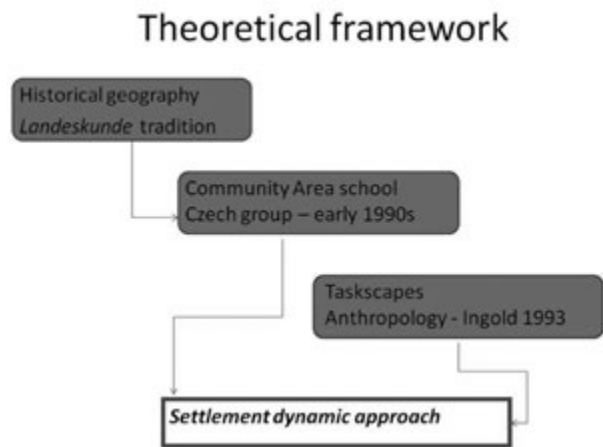 Theoretical framework
Historical geography
Landeskunde tradition
Community Area school
Czech group – early 1990s
Taskscapes
Anthropology - Ingold 1993
Settlement dynamic approach